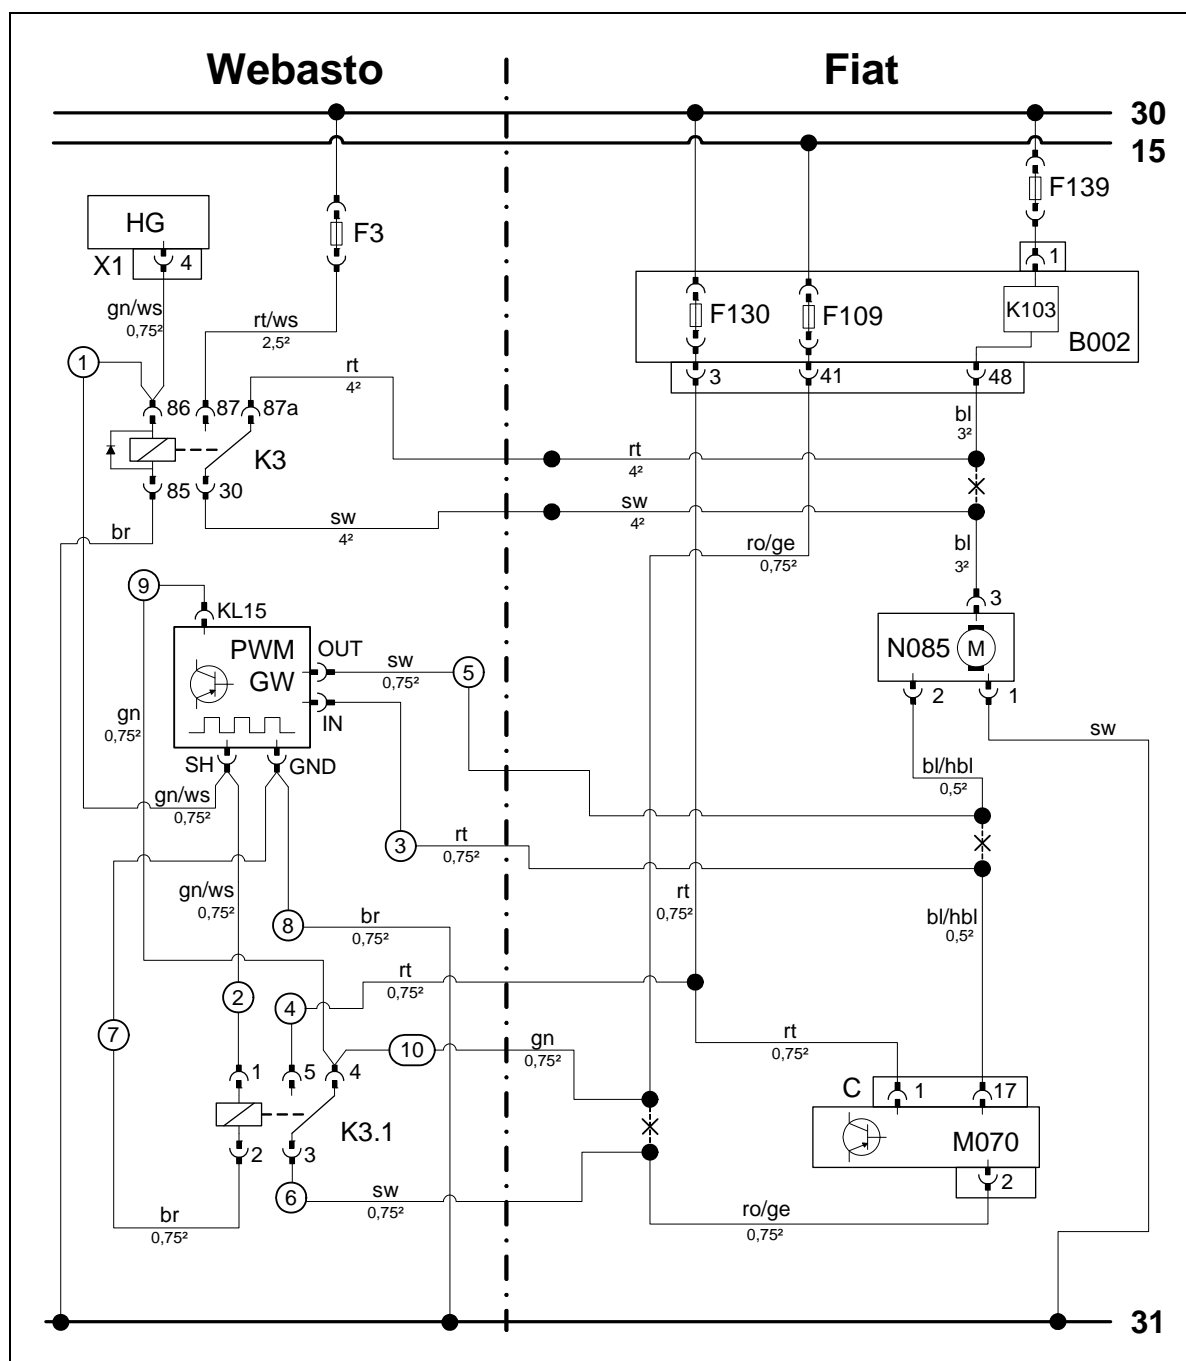 Webasto
Fiat
30
15
HG
X1
4
F3
F139
1
gn/ws
0,75²
rt/ws
2,5²
F130
F109
K103
B002
1
rt
4²
3
41
48
86
87
87a
bl
3²
K3
rt
4²
85
30
br
sw
4²
sw
4²
ro/ge
0,75²
bl
3²
9
KL15
3
PWM
GW
OUT
IN
sw
0,75²
5
N085
M
2
1
gn
0,75²
SH
GND
sw
gn/ws
0,75²
bl/hbl
0,5²
3
rt
0,75²
gn/ws
0,75²
8
br
0,75²
rt
0,75²
bl/hbl
0,5²
2
4
rt
0,75²
7
10
gn
0,75²
rt
0,75²
1
5
4
C
1
17
K3.1
M070
2
3
2
6
sw
0,75²
br
0,75²
ro/ge
0,75²
31